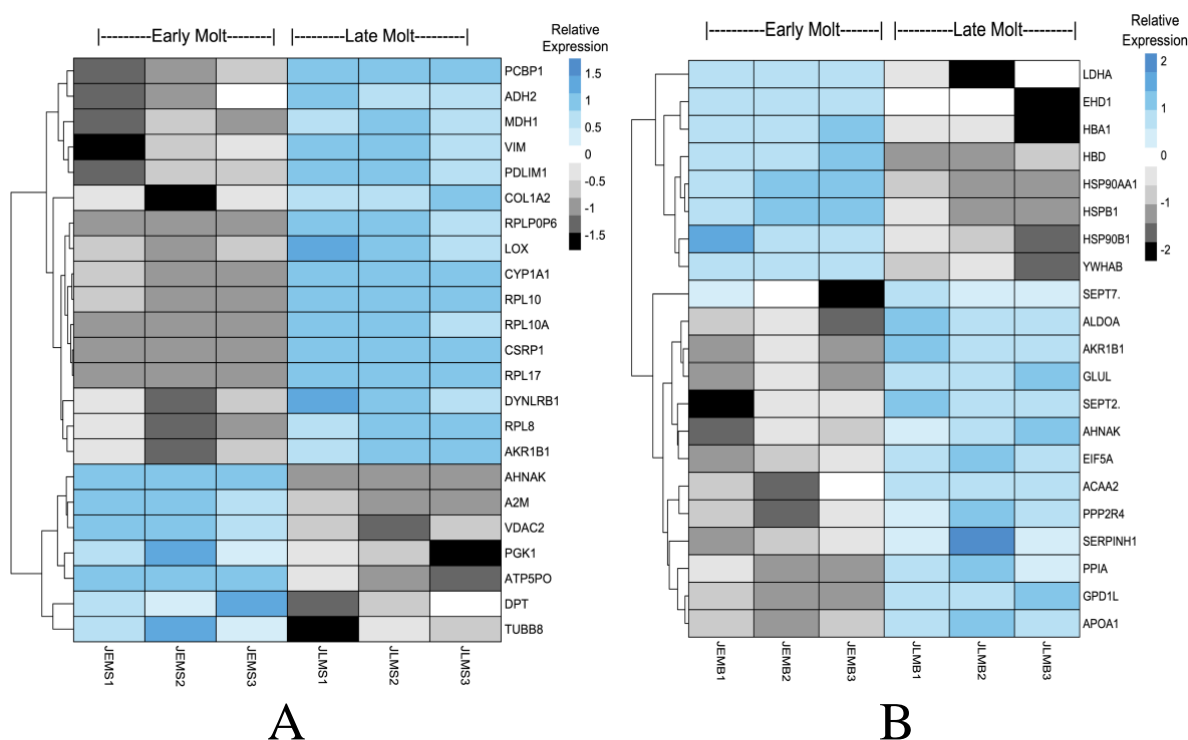 |---------Early Molt--------| |---------Late Molt---------|
Relative
Expression
1.5
1
0.5
0
-0.5
-1
-1.5
PCBP1
ADH2
MDH1
VIM
PDLIM1
COL1A2
RPLP0P6
LOX
CYP1A1
RPL10
RPL10A
CSRP1
RPL17
DYNLRB1
RPL8
AKR1B1
AHNAK
A2M
VDAC2
PGK1
ATP5PO
DPT
TUBB8
JEMS1
JEMS2
JEMS3
JLMS1
JLMS2
JLMS3
A
|----------Early Molt---------| |----------Late Molt----------|
Relative
Expression
2
1
0
-1
-2
LDHA
EHD1
HBA1
HBD
HSP90AA1
HSPB1
HSP90B1
YWHAB
SEPT7.
ALDOA
AKR1B1
GLUL
SEPT2.
AHNAK
EIF5A
ACAA2
PPP2R4
SERPINH1
PPIA
GPD1L
APOA1
JEMB1
JEMB2
JEMB3
JLMB1
JLMB2
JLMB3
B